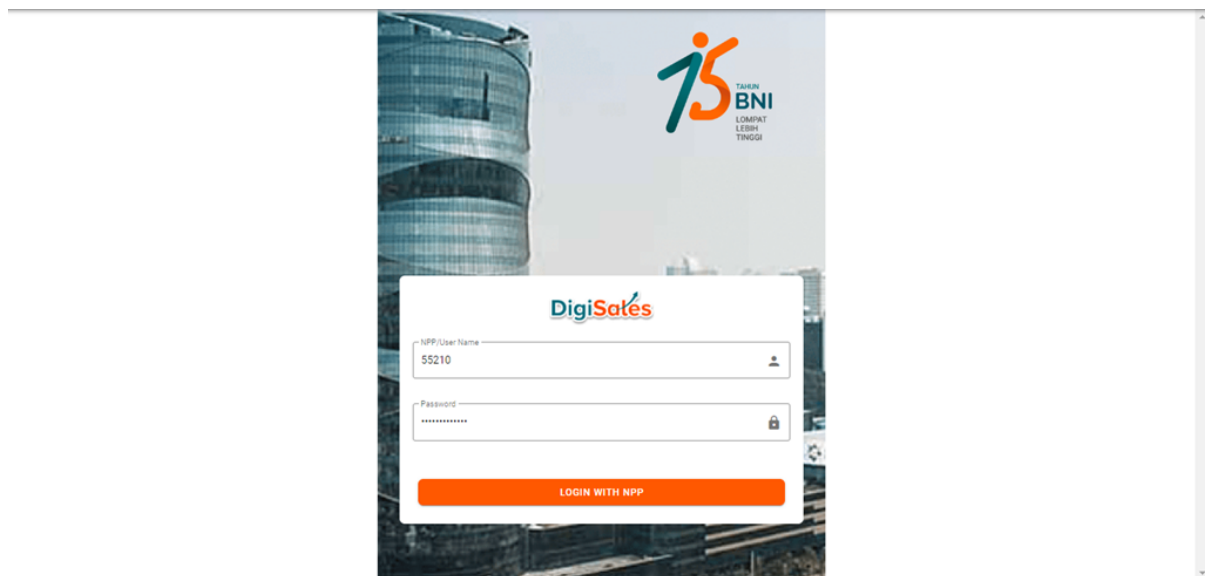 75
TAHUN
BNI
LOMPAT
LEBIH
TINGGI
DigiSales
NPP/User Name
55210
Password
•••••••••••••
LOGIN WITH NPP